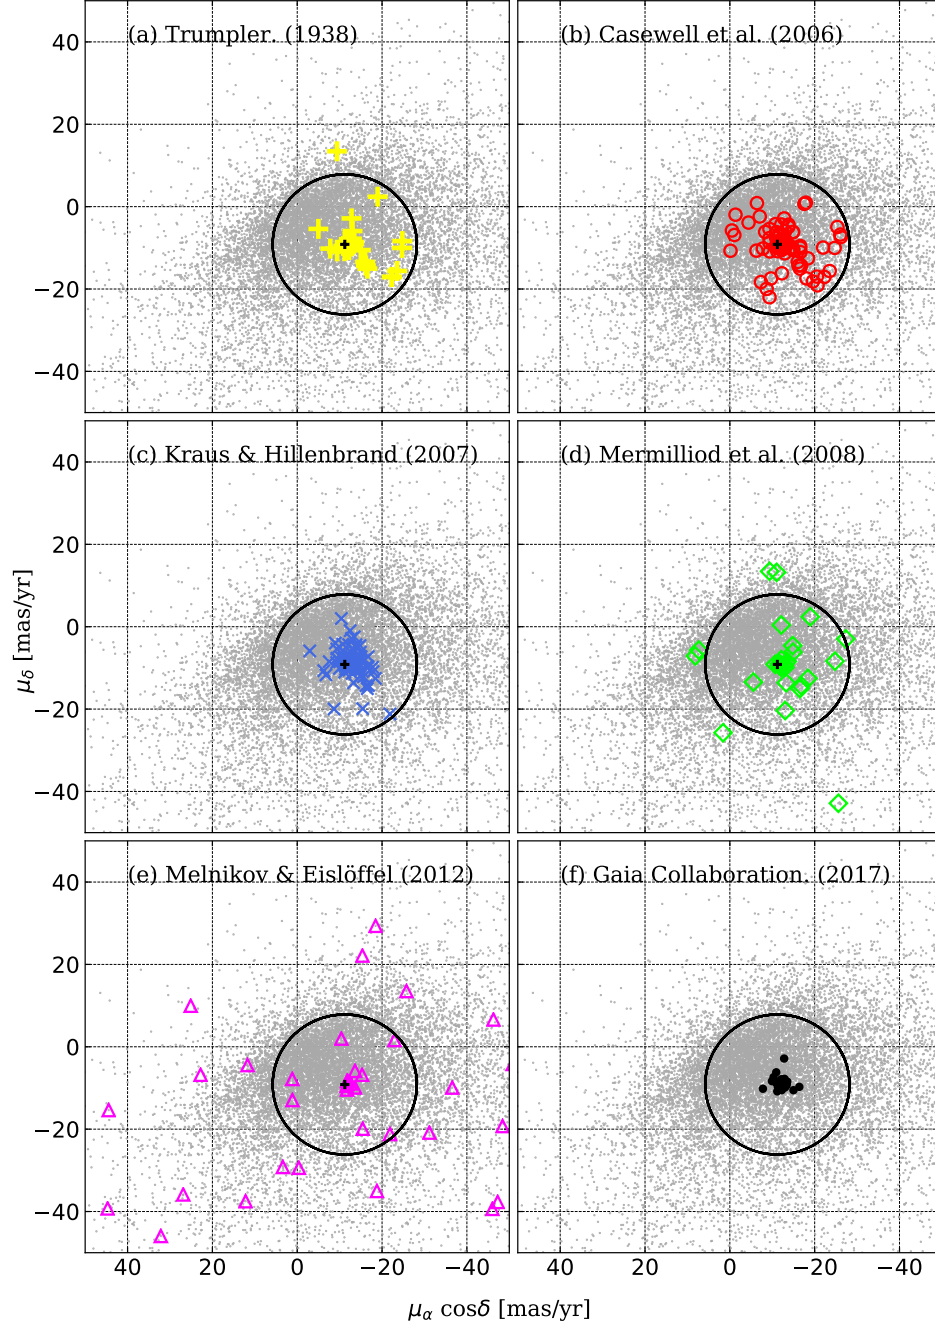 (a) Trumpler. (1938)
(b) Casewell et al. (2006)
40
20
0
−20
−40
(c) Kraus & Hillenbrand (2007)
(d) Mermilliod et al. (2008)
40
20
0
−20
−40
μδ [mas/yr]
(e) Melnikov & Eislöffel (2012)
(f) Gaia Collaboration. (2017)
40
20
0
−20
−40
40 20 0 −20 −40 40 20 0 −20 −40
μα cosδ [mas/yr]